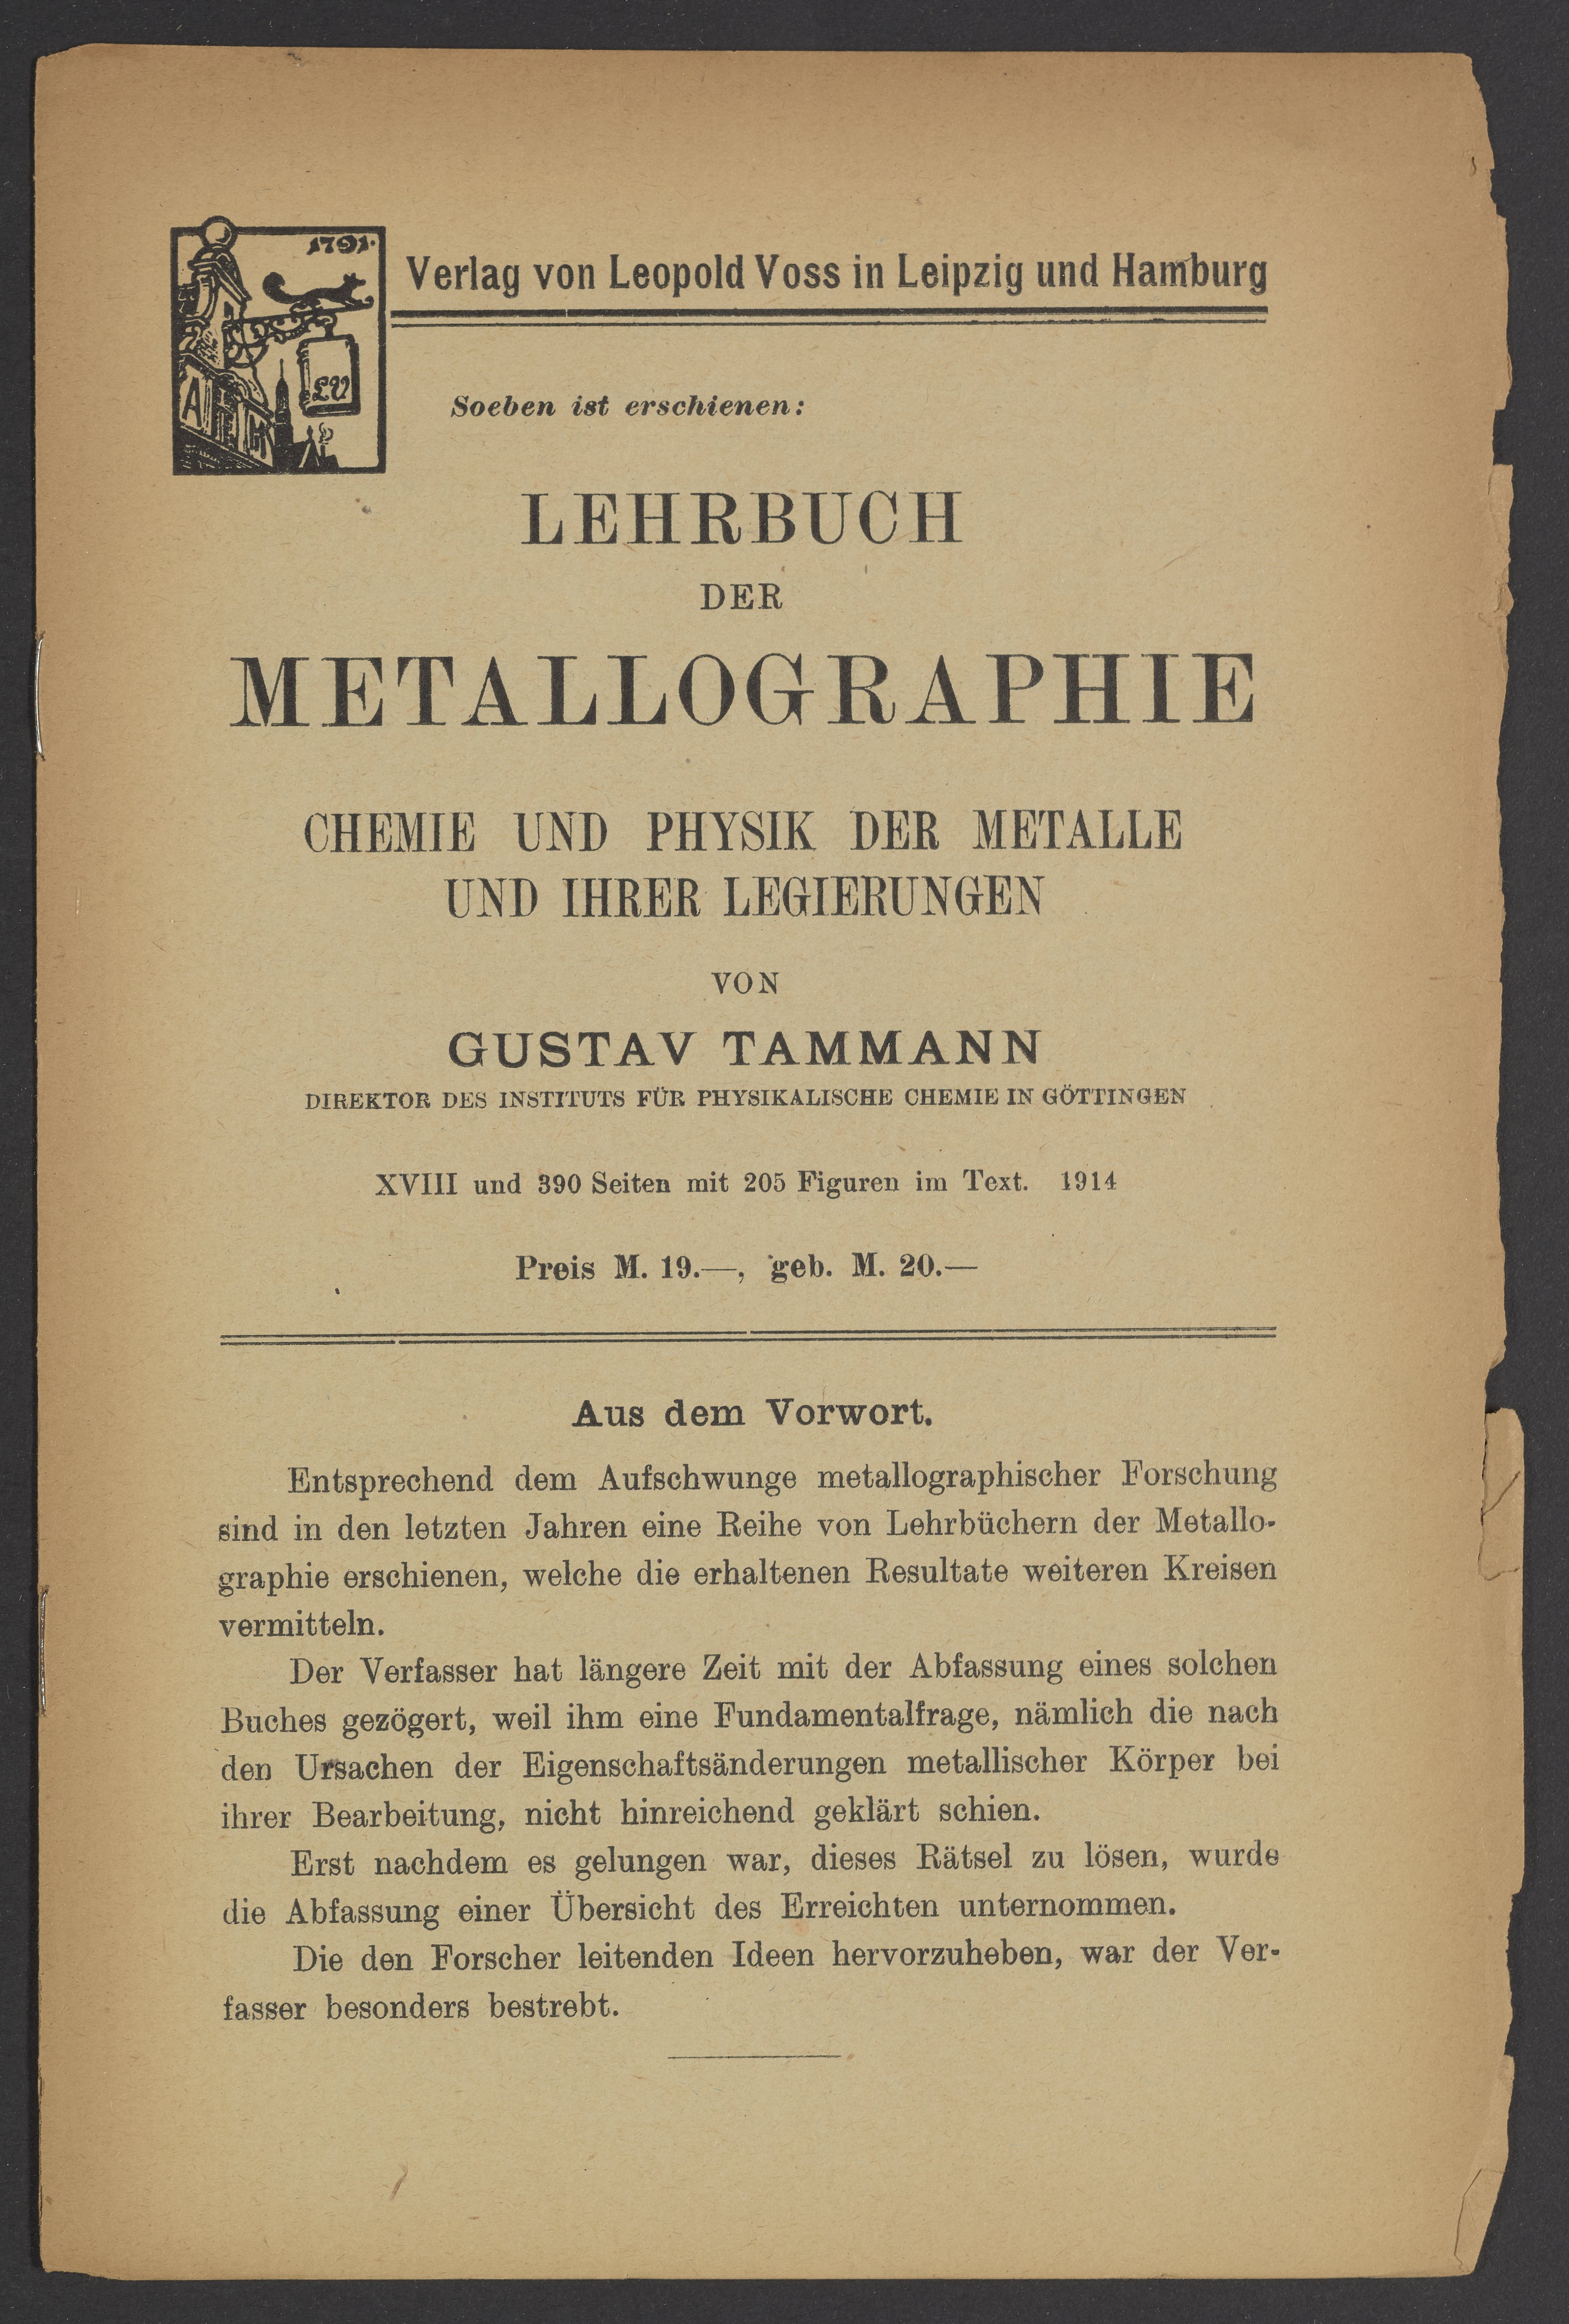 1791.
LV
Verlag von Leopold Voss in Leipzig und Hamburg
Soeben ist erschienen:
LEHRBUCH
DER
METALLOGRAPHIE
CHEMIE UND PHYSIK DER METALLE
UND IHRER LEGIERUNGEN
VON
GUSTAV TAMMANN
DIREKTOR DES INSTITUTS FÜR PHYSIKALISCHE CHEMIE IN GÖTTINGEN
XVIII und 390 Seiten mit 205 Figuren im Text. 1914
Preis M. 19.—, geb. M. 20.—
Aus dem Vorwort.
Entsprechend dem Aufschwunge metallographischer Forschung
sind in den letzten Jahren eine Reihe von Lehrbüchern der Metallo-
graphie erschienen, welche die erhaltenen Resultate weiteren Kreisen
vermitteln.
Der Verfasser hat längere Zeit mit der Abfassung eines solchen
Buches gezögert, weil ihm eine Fundamentalfrage, nämlich die nach
den Ursachen der Eigenschaftsänderungen metallischer Körper bei
ihrer Bearbeitung, nicht hinreichend geklärt schien.
Erst nachdem es gelungen war, dieses Rätsel zu lösen, wurde
die Abfassung einer Übersicht des Erreichten unternommen.
Die den Forscher leitenden Ideen hervorzuheben, war der Ver-
fasser besonders bestrebt.